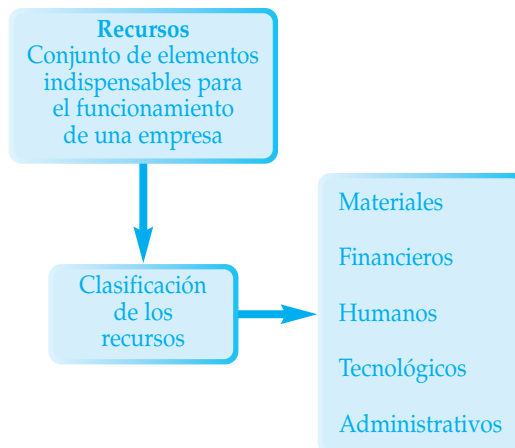 Recursos
Conjunto de elementos
indispensables para
el funcionamiento
de una empresa
Clasificación
de los
recursos
Materiales
Financieros
Humanos
Tecnológicos
Administrativos